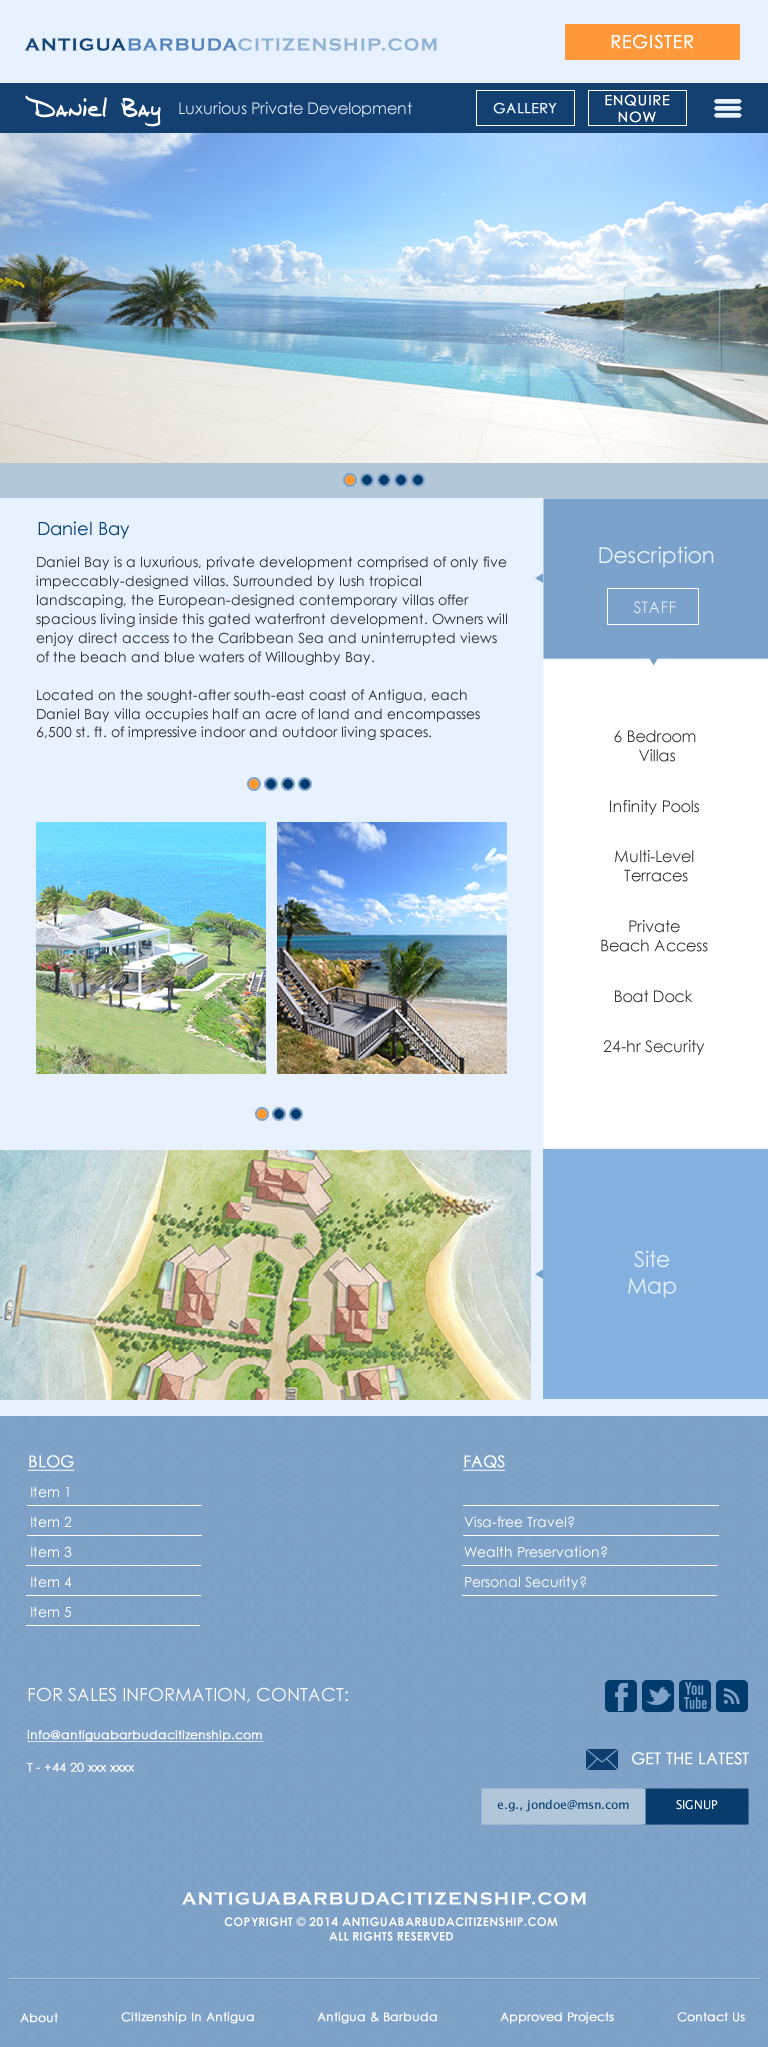 ANTIGUABARBUDACITIZENSHIP.COM
REGISTER
Daniel Bay
Luxurious Private Development
GALLERY
ENQUIRE
NOW
Daniel Bay
Daniel Bay is a luxurious, private development comprised of only five
impeccably-designed villas. Surrounded by lush tropical
landscaping, the European-designed contemporary villas offer
spacious living inside this gated waterfront development. Owners will
enjoy direct access to the Caribbean Sea and uninterrupted views
of the beach and blue waters of Willoughby Bay.
Located on the sought-after south-east coast of Antigua, each
Daniel Bay villa occupies half an acre of land and encompasses
6,500 st. ft. of impressive indoor and outdoor living spaces.
Description
STAFF
6 Bedroom
Villas
Infinity Pools
Multi-Level
Terraces
Private
Beach Access
Boat Dock
24-hr Security
Site
Map
BLOG
Item 1
Item 2
Item 3
Item 4
Item 5
FAQS
Visa-free Travel?
Wealth Preservation?
Personal Security?
FOR SALES INFORMATION, CONTACT:
info@antiguabarbudacitizenship.com
T - +44 20 xxx xxxx
You
Tube
GET THE LATEST
e.g., jondoe@msn.com
SIGNUP
ANTIGUABARBUDACITIZENSHIP.COM
COPYRIGHT © 2014 ANTIGUABARBUDACITIZENSHIP.COM
ALL RIGHTS RESERVED
About
Citizenship In Antigua
Antigua & Barbuda
Approved Projects
Contact Us